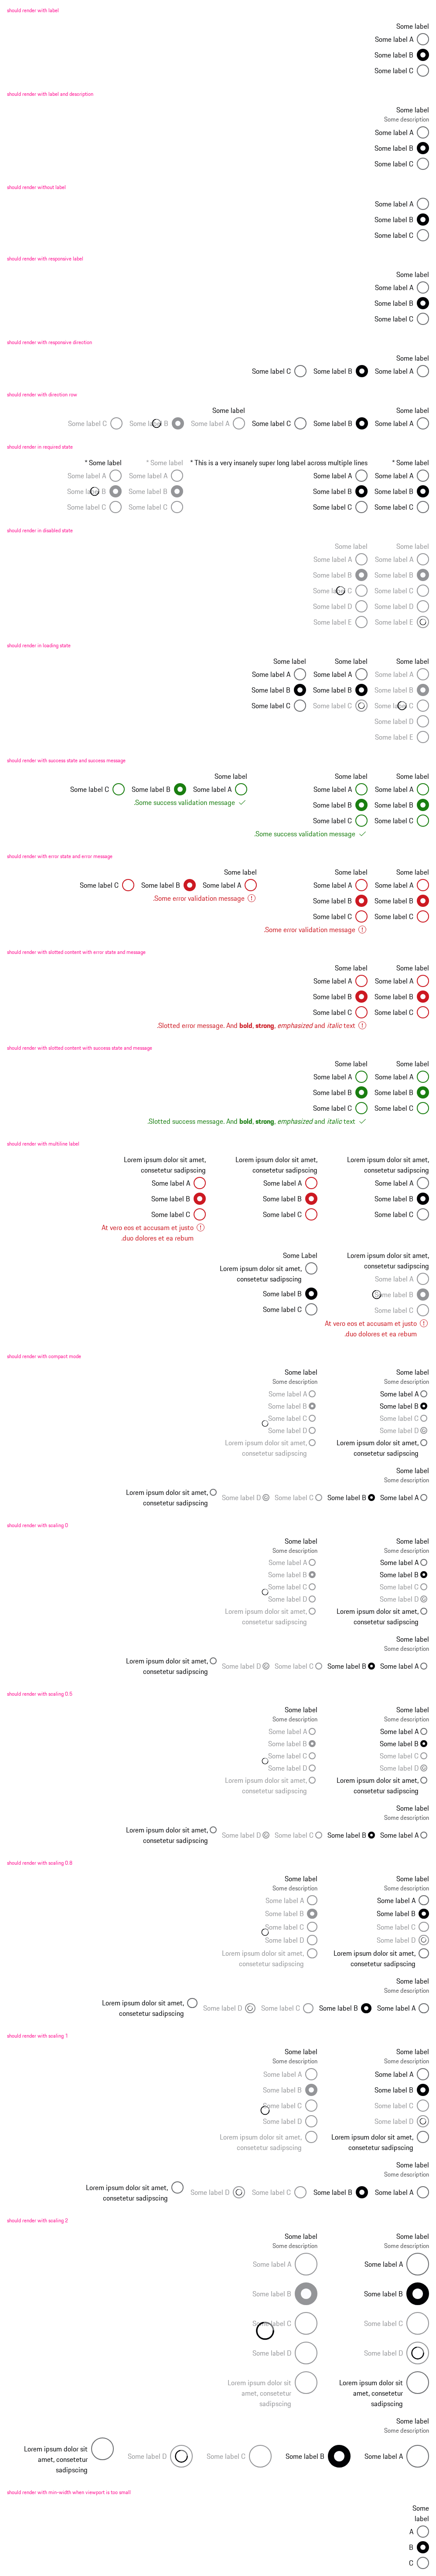 should render with label
Some label
Some label A
Some label B
Some label C
should render with label and description
Some label
Some description
Some label A
Some label B
Some label C
should render without label
Some label A
Some label B
Some label C
should render with responsive label
Some label
Some label A
Some label B
Some label C
should render with responsive direction
Some label
Some label C Some label B Some label A
should render with direction row
Some label Some label
Some label C Some label B Some label A Some label C Some label B Some label A
should render in required state
* Some label * Some label * This is a very insanely super long label across multiple lines * Some label
Some label A Some label A Some label A Some label A
Some label B Some label B Some label B Some label B
Some label C Some label C Some label C Some label C
should render in disabled state
Some label Some label
Some label A Some label A
Some label B Some label B
Some label C Some label C
Some label D Some label D
Some label E Some label E
should render in loading state
Some label Some label Some label
Some label A Some label A Some label A
Some label B Some label B Some label B
Some label C Some label C Some label C
Some label D
Some label E
should render with success state and success message
Some label Some label Some label
Some label C Some label B Some label A Some label A Some label A
.Some success validation message Some label B Some label B
Some label C Some label C
.Some success validation message
should render with error state and error message
Some label Some label Some label
Some label C Some label B Some label A Some label A Some label A
.Some error validation message Some label B Some label B
Some label C Some label C
.Some error validation message
should render with slotted content with error state and message
Some label Some label
Some label A Some label A
Some label B Some label B
Some label C Some label C
.Slotted error message. And bold, strong, emphasized and italic text
should render with slotted content with success state and message
Some label Some label
Some label A Some label A
Some label B Some label B
Some label C Some label C
.Slotted success message. And bold, strong, emphasized and italic text
should render with multiline label
Lorem ipsum dolor sit amet, Lorem ipsum dolor sit amet, Lorem ipsum dolor sit amet,
consetetur sadipscing consetetur sadipscing consetetur sadipscing
Some label A Some label A Some label A
Some label B Some label B Some label B
Some label C Some label C Some label C
At vero eos et accusam et justo
.duo dolores et ea rebum
Some Label Lorem ipsum dolor sit amet,
Lorem ipsum dolor sit amet, consetetur sadipscing
consetetur sadipscing Some label A
Some label B Some label B
Some label C Some label C
At vero eos et accusam et justo
.duo dolores et ea rebum
should render with compact mode
Some label Some label
Some description Some description
Some label A Some label A
Some label B Some label B
Some label C Some label C
Some label D Some label D
Lorem ipsum dolor sit amet, Lorem ipsum dolor sit amet,
consetetur sadipscing consetetur sadipscing
Some label
Some description
Lorem ipsum dolor sit amet, Some label D Some label C Some label B Some label A
consetetur sadipscing
should render with scaling 0
Some label Some label
Some description Some description
Some label A Some label A
Some label B Some label B
Some label C Some label C
Some label D Some label D
Lorem ipsum dolor sit amet, Lorem ipsum dolor sit amet,
consetetur sadipscing consetetur sadipscing
Some label
Some description
Lorem ipsum dolor sit amet, Some label D Some label C Some label B Some label A
consetetur sadipscing
should render with scaling 0.5
Some label Some label
Some description Some description
Some label A Some label A
Some label B Some label B
Some label C Some label C
Some label D Some label D
Lorem ipsum dolor sit amet, Lorem ipsum dolor sit amet,
consetetur sadipscing consetetur sadipscing
Some label
Some description
Lorem ipsum dolor sit amet, Some label D Some label C Some label B Some label A
consetetur sadipscing
should render with scaling 0.8
Some label Some label
Some description Some description
Some label A Some label A
Some label B Some label B
Some label C Some label C
Some label D Some label D
Lorem ipsum dolor sit amet, Lorem ipsum dolor sit amet,
consetetur sadipscing consetetur sadipscing
Some label
Some description
Lorem ipsum dolor sit amet, Some label D Some label C Some label B Some label A
consetetur sadipscing
should render with scaling 1
Some label Some label
Some description Some description
Some label A Some label A
Some label B Some label B
Some label C Some label C
Some label D Some label D
Lorem ipsum dolor sit amet, Lorem ipsum dolor sit amet,
consetetur sadipscing consetetur sadipscing
Some label
Some description
Lorem ipsum dolor sit amet, Some label D Some label C Some label B Some label A
consetetur sadipscing
should render with scaling 2
Some label Some label
Some description Some description
Some label A Some label A
Some label B Some label B
Some label C Some label C
Some label D Some label D
Lorem ipsum dolor sit Lorem ipsum dolor sit
amet, consetetur amet, consetetur
sadipscing sadipscing
Some label
Some description
Lorem ipsum dolor sit Some label D Some label C Some label B Some label A
amet, consetetur
sadipscing
should render with min-width when viewport is too small
Some
label
A
B
C